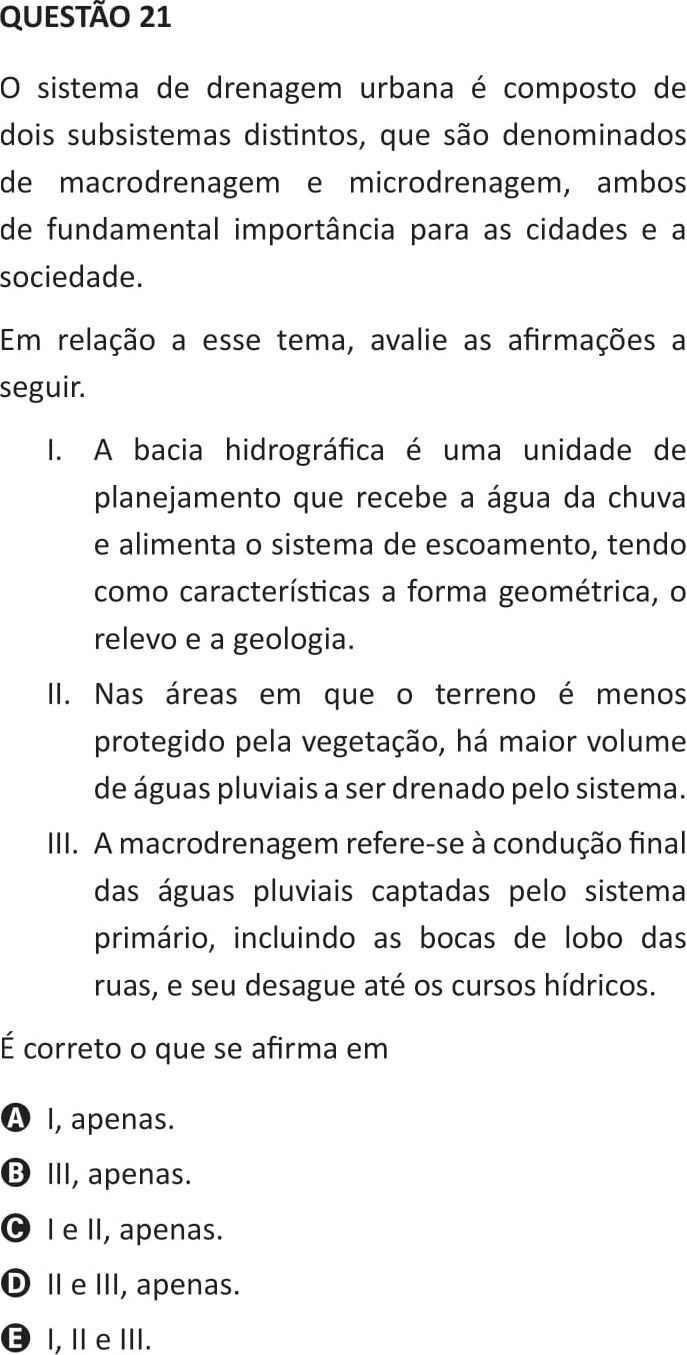 QUESTÃO 21
O sistema de drenagem urbana é composto de
dois subsistemas distintos, que são denominados
de macrodrenagem e microdrenagem, ambos
de fundamental importância para as cidades e a
sociedade.
Em relação a esse tema, avalie as afirmações a
seguir.
I. A bacia hidrográfica é uma unidade de
planejamento que recebe a água da chuva
e alimenta o sistema de escoamento, tendo
como características a forma geométrica, o
relevo e a geologia.
II. Nas áreas em que o terreno é menos
protegido pela vegetação, há maior volume
de águas pluviais a ser drenado pelo sistema.
III. A macrodrenagem refere-se à condução final
das águas pluviais captadas pelo sistema
primário, incluindo as bocas de lobo das
ruas, e seu desague até os cursos hídricos.
É correto o que se afirma em
A I, apenas.
B III, apenas.
C I e II, apenas.
D II e III, apenas.
E I, II e III.